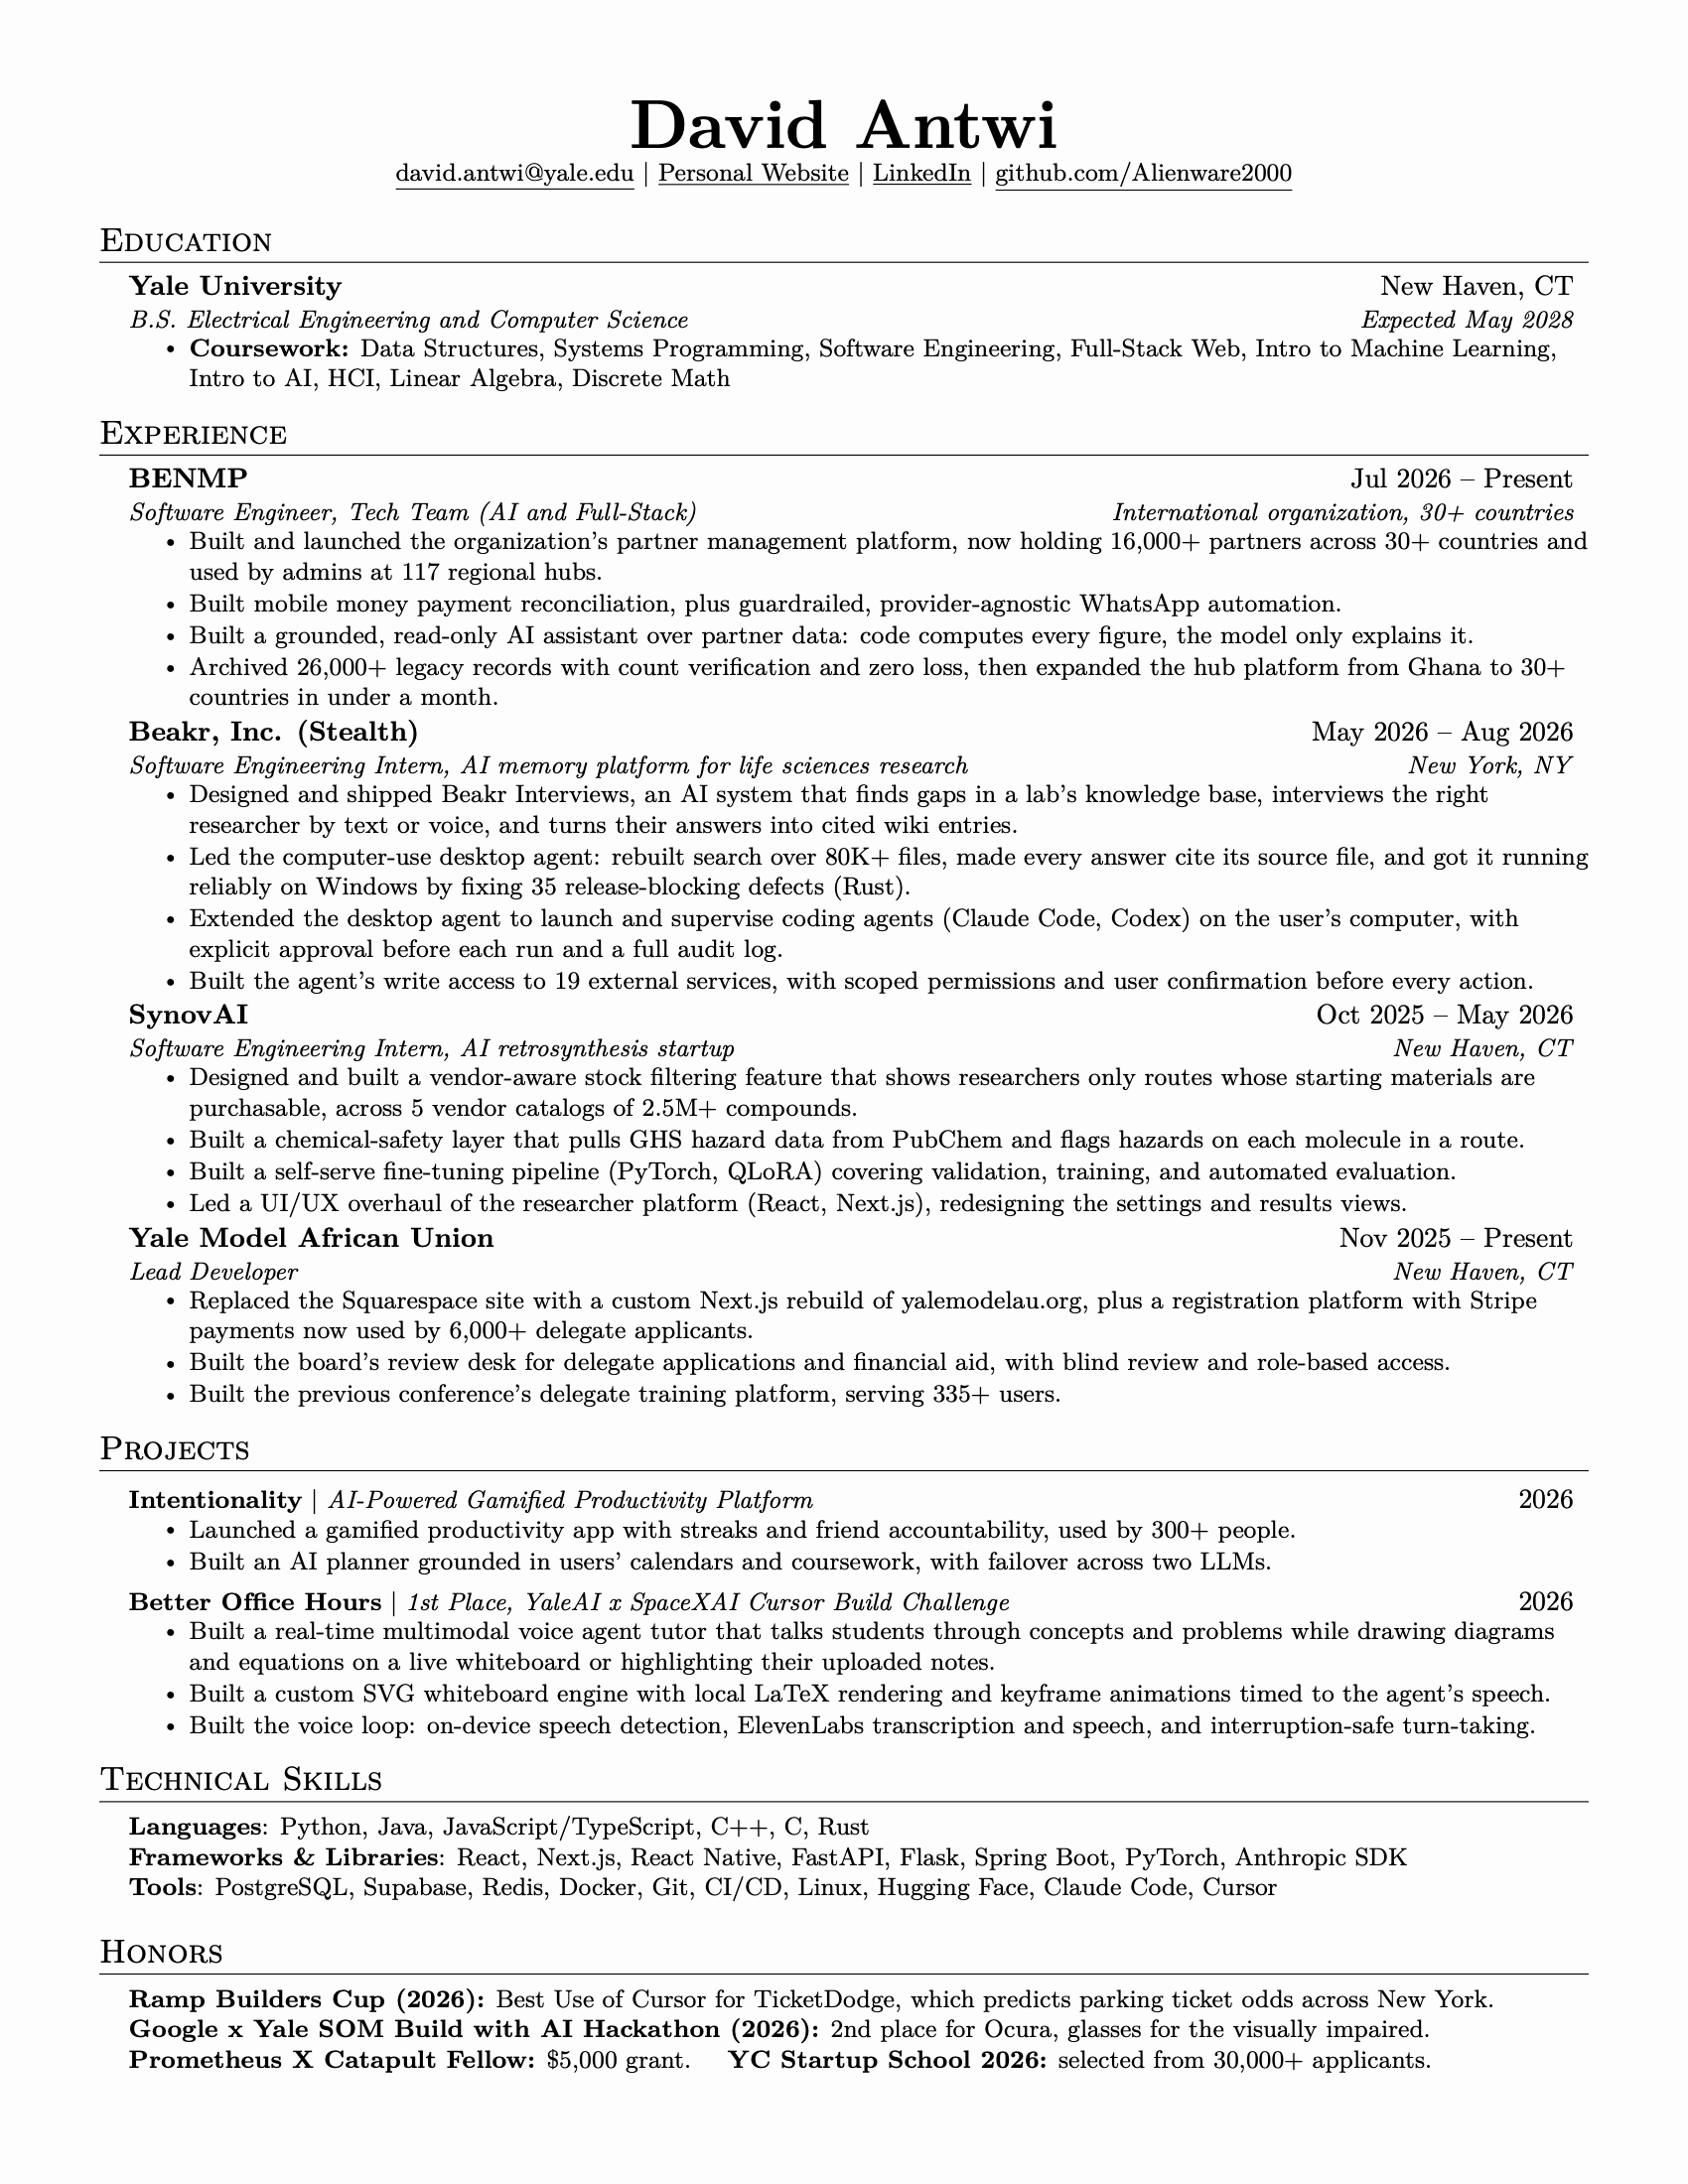 David Antwi
david.antwi@yale.edu | Personal Website | LinkedIn | github.com/Alienware2000
Education
Yale University New Haven, CT
B.S. Electrical Engineering and Computer Science Expected May 2028
• Coursework: Data Structures, Systems Programming, Software Engineering, Full-Stack Web, Intro to Machine Learning,
Intro to AI, HCI, Linear Algebra, Discrete Math
Experience
BENMP Jul 2026 – Present
Software Engineer, Tech Team (AI and Full-Stack) International organization, 30+ countries
• Built and launched the organization's partner management platform, now holding 16,000+ partners across 30+ countries and
used by admins at 117 regional hubs.
• Built mobile money payment reconciliation, plus guardrailed, provider-agnostic WhatsApp automation.
• Built a grounded, read-only AI assistant over partner data: code computes every figure, the model only explains it.
• Archived 26,000+ legacy records with count verification and zero loss, then expanded the hub platform from Ghana to 30+
countries in under a month.
Beakr, Inc. (Stealth) May 2026 – Aug 2026
Software Engineering Intern, AI memory platform for life sciences research New York, NY
• Designed and shipped Beakr Interviews, an AI system that finds gaps in a lab's knowledge base, interviews the right
researcher by text or voice, and turns their answers into cited wiki entries.
• Led the computer-use desktop agent: rebuilt search over 80K+ files, made every answer cite its source file, and got it running
reliably on Windows by fixing 35 release-blocking defects (Rust).
• Extended the desktop agent to launch and supervise coding agents (Claude Code, Codex) on the user's computer, with
explicit approval before each run and a full audit log.
• Built the agent's write access to 19 external services, with scoped permissions and user confirmation before every action.
SynovAI Oct 2025 – May 2026
Software Engineering Intern, AI retrosynthesis startup New Haven, CT
• Designed and built a vendor-aware stock filtering feature that shows researchers only routes whose starting materials are
purchasable, across 5 vendor catalogs of 2.5M+ compounds.
• Built a chemical-safety layer that pulls GHS hazard data from PubChem and flags hazards on each molecule in a route.
• Built a self-serve fine-tuning pipeline (PyTorch, QLoRA) covering validation, training, and automated evaluation.
• Led a UI/UX overhaul of the researcher platform (React, Next.js), redesigning the settings and results views.
Yale Model African Union Nov 2025 – Present
Lead Developer New Haven, CT
• Replaced the Squarespace site with a custom Next.js rebuild of yalemodelau.org, plus a registration platform with Stripe
payments now used by 6,000+ delegate applicants.
• Built the board's review desk for delegate applications and financial aid, with blind review and role-based access.
• Built the previous conference's delegate training platform, serving 335+ users.
Projects
Intentionality | AI-Powered Gamified Productivity Platform 2026
• Launched a gamified productivity app with streaks and friend accountability, used by 300+ people.
• Built an AI planner grounded in users' calendars and coursework, with failover across two LLMs.
Better Office Hours | 1st Place, YaleAI x SpaceXAI Cursor Build Challenge 2026
• Built a real-time multimodal voice agent tutor that talks students through concepts and problems while drawing diagrams
and equations on a live whiteboard or highlighting their uploaded notes.
• Built a custom SVG whiteboard engine with local LaTeX rendering and keyframe animations timed to the agent's speech.
• Built the voice loop: on-device speech detection, ElevenLabs transcription and speech, and interruption-safe turn-taking.
Technical Skills
Languages: Python, Java, JavaScript/TypeScript, C++, C, Rust
Frameworks & Libraries: React, Next.js, React Native, FastAPI, Flask, Spring Boot, PyTorch, Anthropic SDK
Tools: PostgreSQL, Supabase, Redis, Docker, Git, CI/CD, Linux, Hugging Face, Claude Code, Cursor
Honors
Ramp Builders Cup (2026): Best Use of Cursor for TicketDodge, which predicts parking ticket odds across New York.
Google x Yale SOM Build with AI Hackathon (2026): 2nd place for Ocura, glasses for the visually impaired.
Prometheus X Catapult Fellow: $5,000 grant. YC Startup School 2026: selected from 30,000+ applicants.